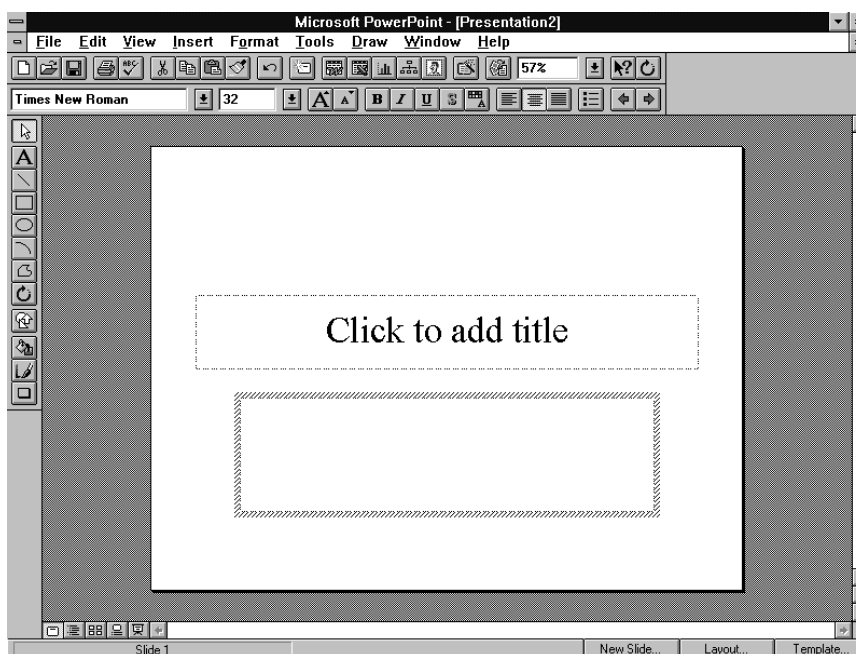 Microsoft PowerPoint - [Presentation2]
File Edit View Insert Format Tools Draw Window Help
ABC 57% ?
Times New Roman 32 A A B I U S A
A
Click to add title
Slide 1 New Slide... Layout... Template...